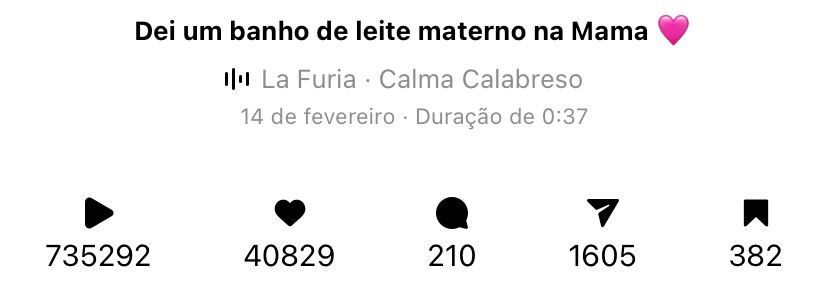 Dei um banho de leite materno na Mama 🩷
La Furia · Calma Calabreso
14 de fevereiro · Duração de 0:37
735292 40829 210 1605 382